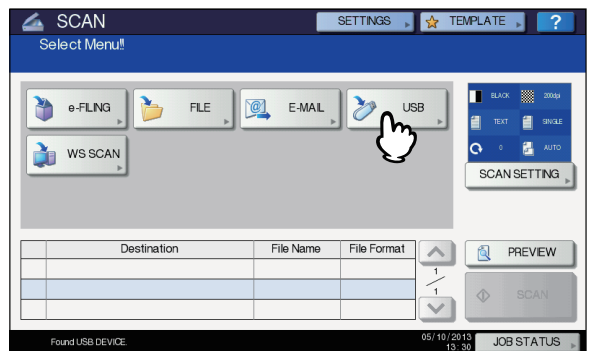 SCAN
SETTINGS
TEMPLATE
?
Select Menu!!
e-FILING
FILE
@
E-MAIL
USB
WS SCAN
BLACK
200dpi
TEXT
SINGLE
0
AUTO
SCAN SETTING
Destination
File Name
File Format
1
1
PREVIEW
SCAN
Found USB DEVICE.
05/10/2013
13:30
JOB STATUS